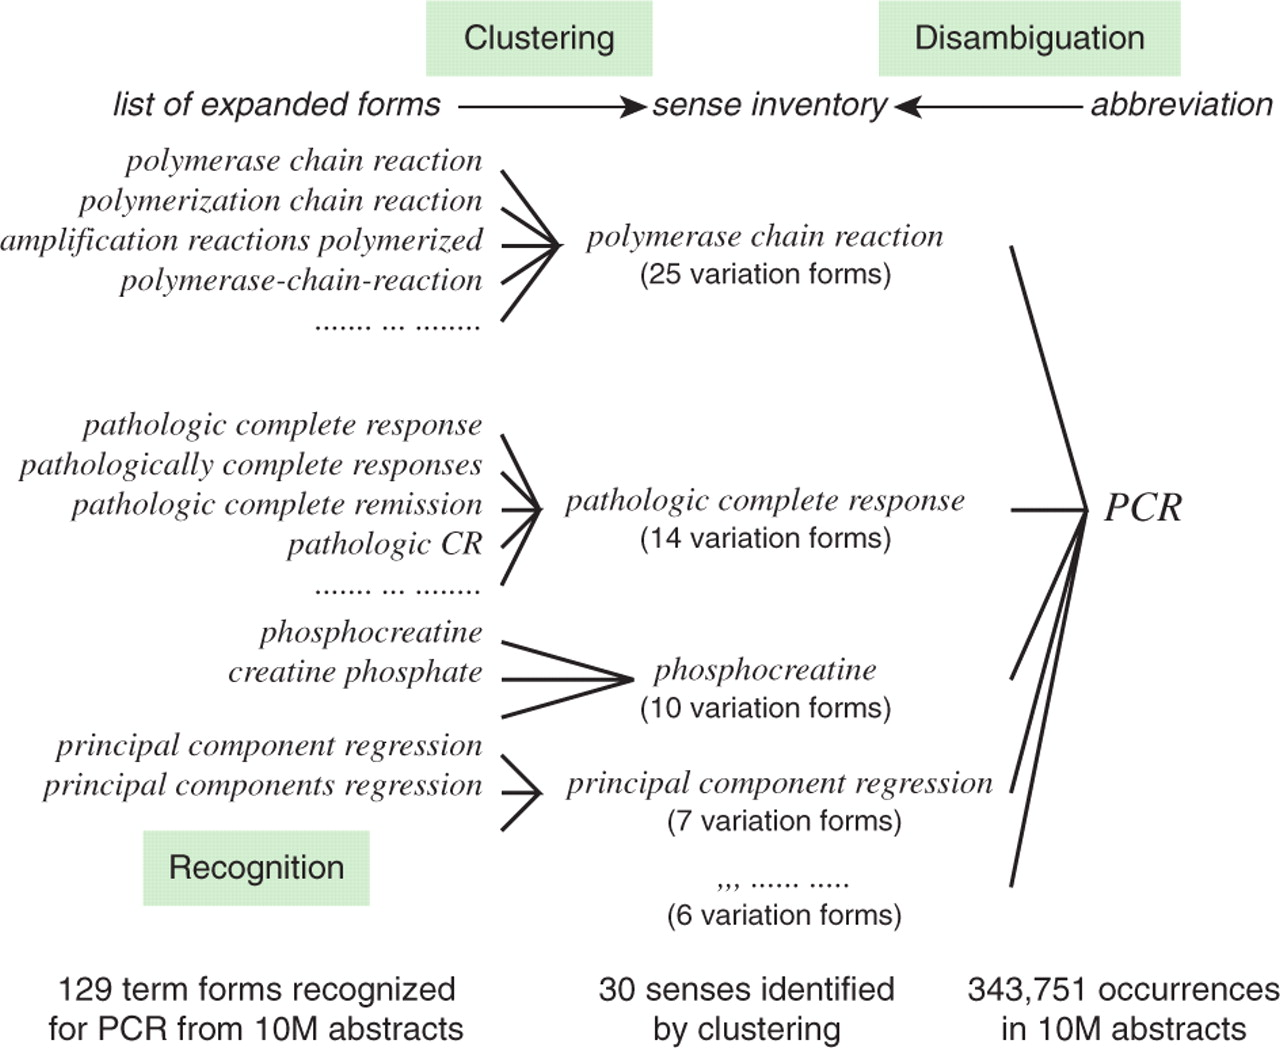 Clustering
Disambiguation
list of expanded forms
sense inventory
abbreviation
polymerase chain reaction
polymerization chain reaction
amplification reactions polymerized
polymerase-chain-reaction
....... ... ........
polymerase chain reaction
(25 variation forms)
pathologic complete response
pathologically complete responses
pathologic complete remission
pathologic CR
....... ... ........
pathologic complete response
(14 variation forms)
PCR
phosphocreatine
creatine phosphate
phosphocreatine
(10 variation forms)
principal component regression
principal components regression
principal component regression
(7 variation forms)
Recognition
,,, ...... .....
(6 variation forms)
129 term forms recognized
for PCR from 10M abstracts
30 senses identified
by clustering
343,751 occurrences
in 10M abstracts